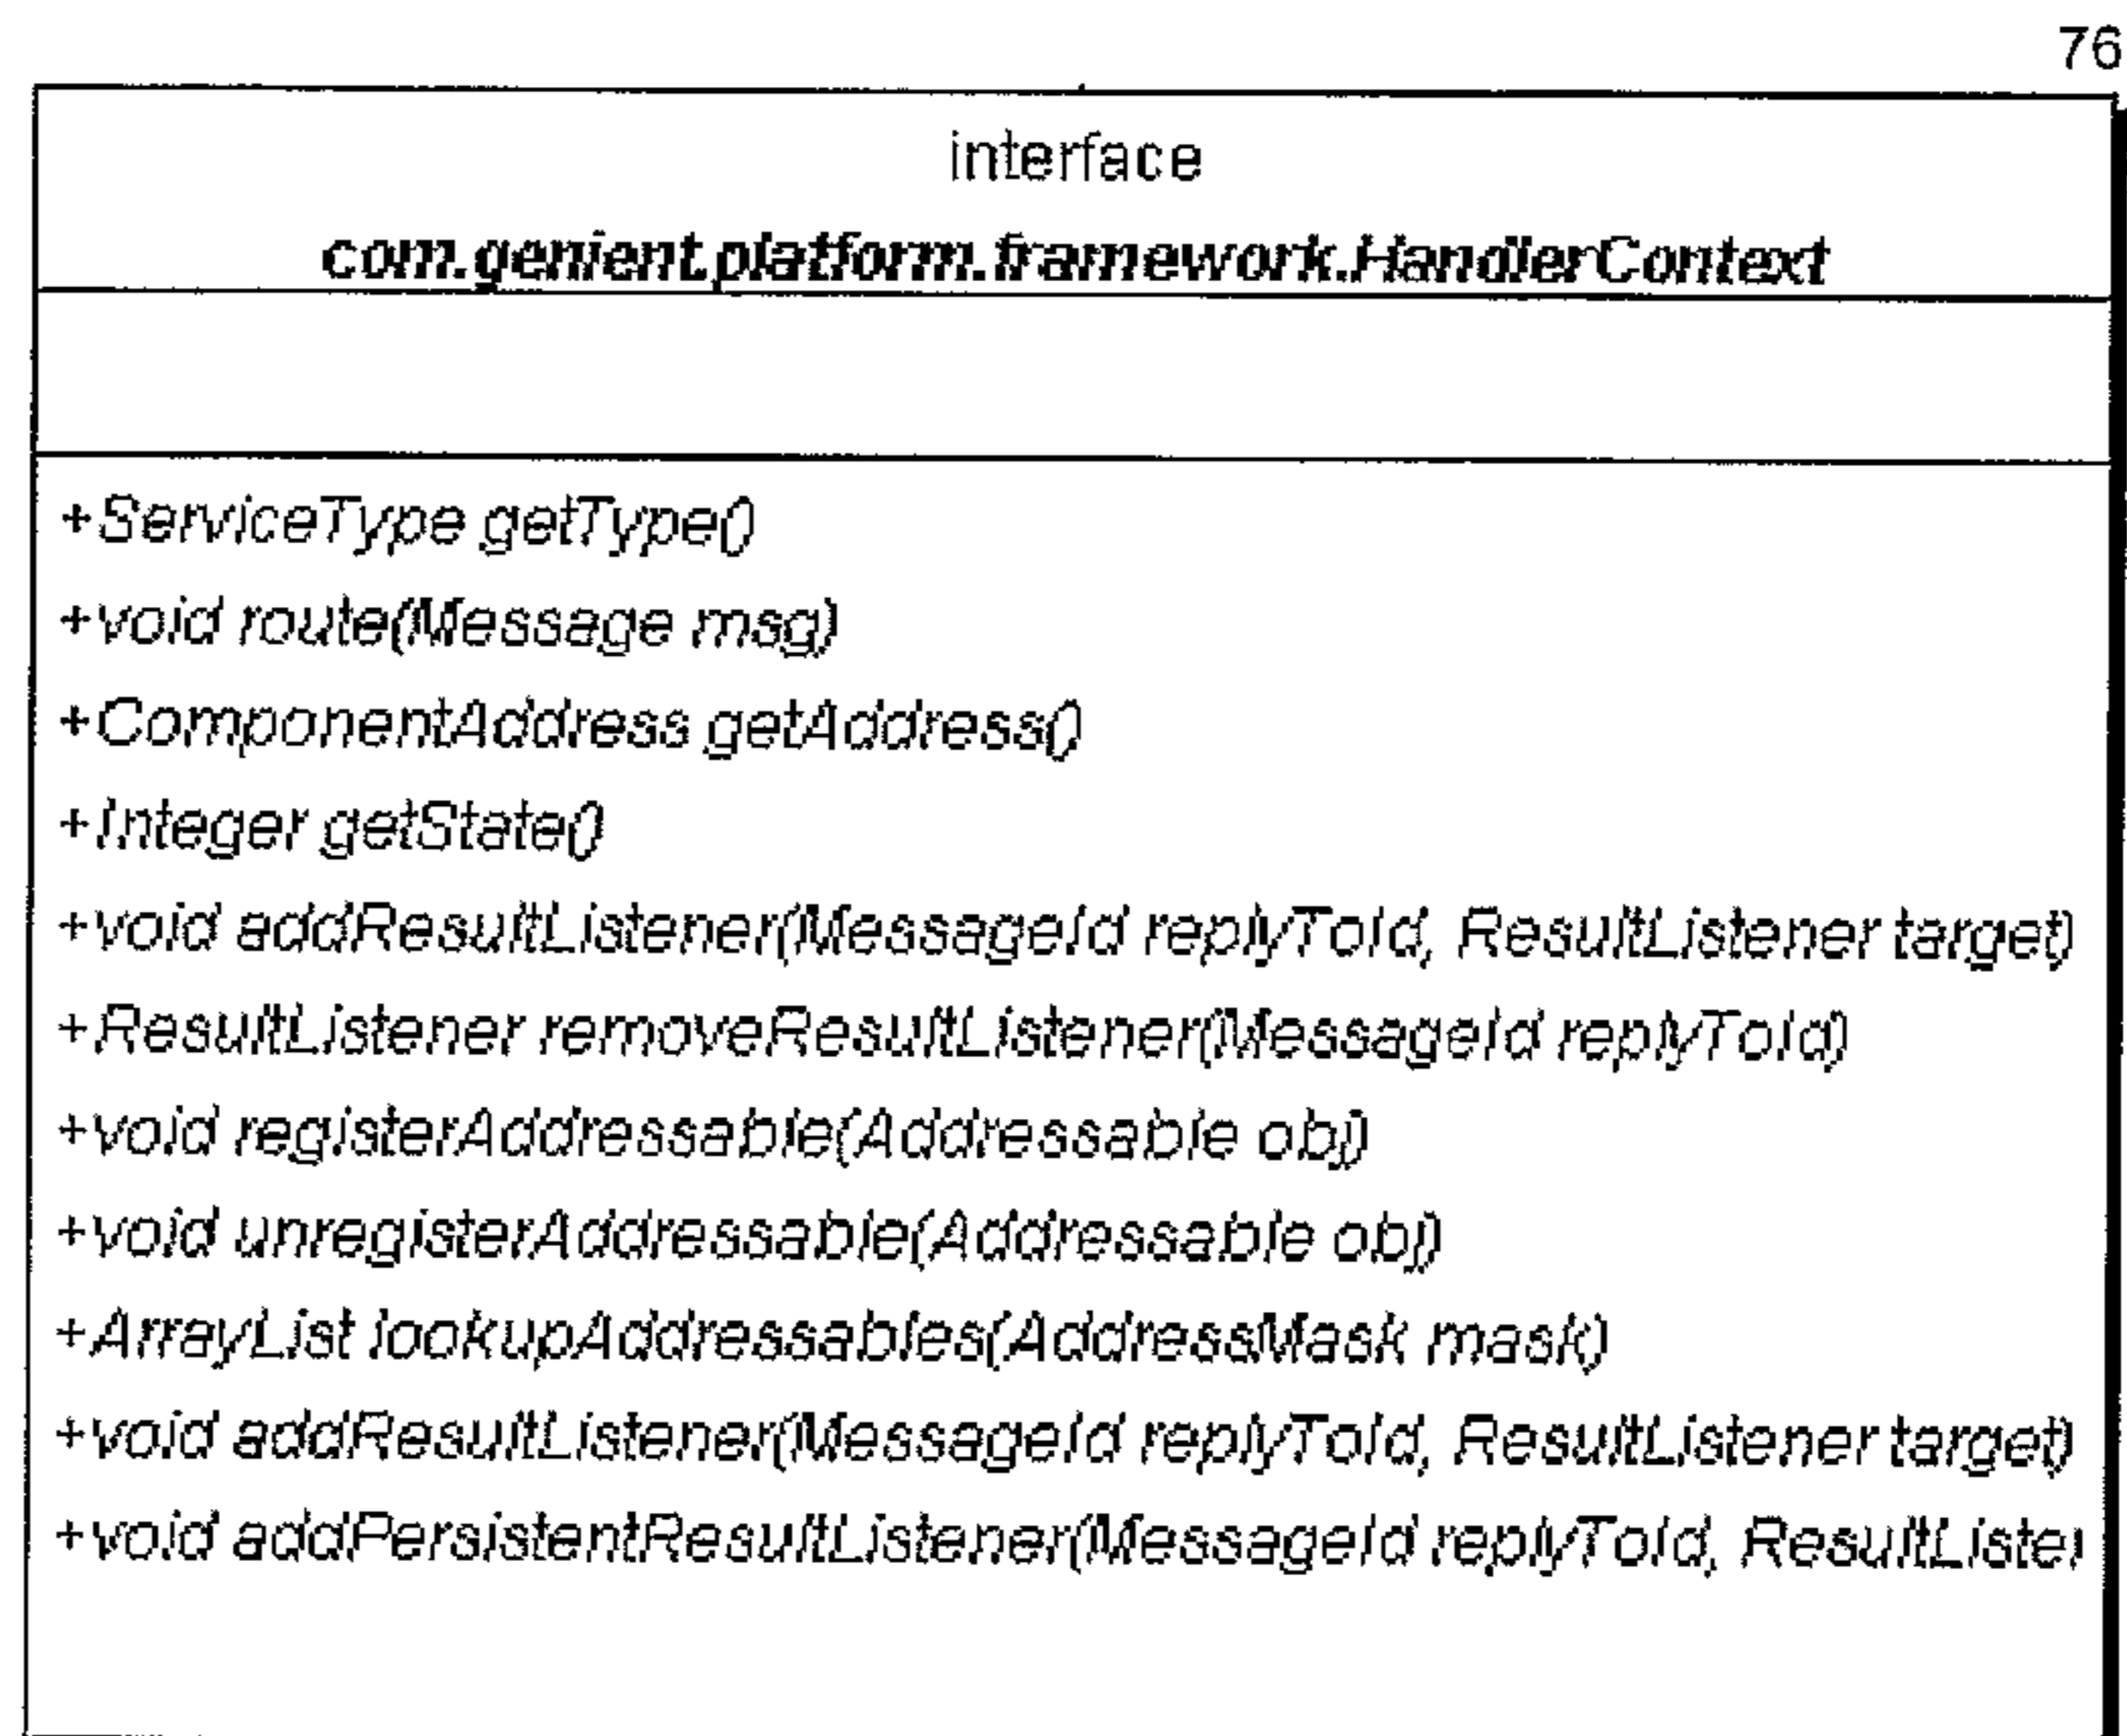 76
interface
com.genient.platform.framework.HandlerContext
+ServiceType getType()
+void route(Message msg)
+ComponentAddress getAddress()
+Integer getState()
+void addResultListener(MessageId replyToId, ResultListener target)
+ResultListener removeResultListener(MessageId replyToId)
+void registerAddressable(Addressable obj)
+void unregisterAddressable(Addressable obj)
+ArrayList lookupAddressables(AddressMask mask)
+void addResultListener(MessageId replyToId, ResultListener target)
+void addPersistentResultListener(MessageId replyToId, ResultListe